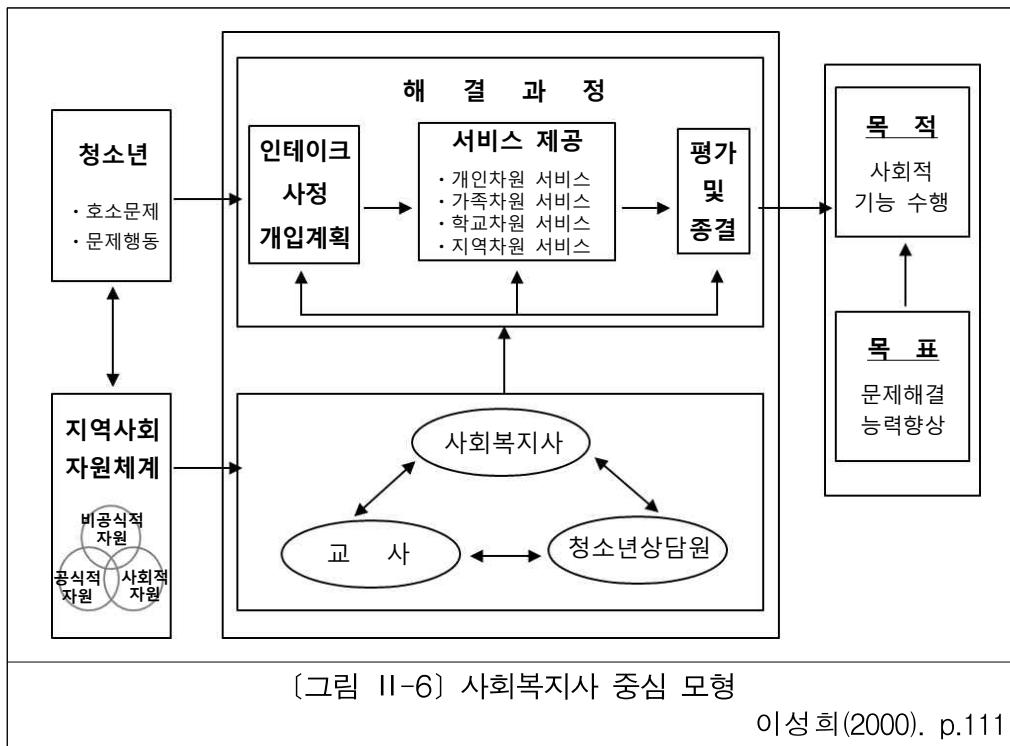 해 결 과 정
청소년
· 호소문제
· 문제행동
인테이크
사정
개입계획
서비스 제공
· 개인차원 서비스
· 가족차원 서비스
· 학교차원 서비스
· 지역차원 서비스
평가
및
종결
목 적
사회적
기능 수행
목 표
문제해결
능력향상
지역사회
자원체계
비공식적
자원
공식적
자원
사회적
자원
사회복지사
교 사
청소년상담원
〔그림 Ⅱ-6〕 사회복지사 중심 모형
이성희(2000). p.111